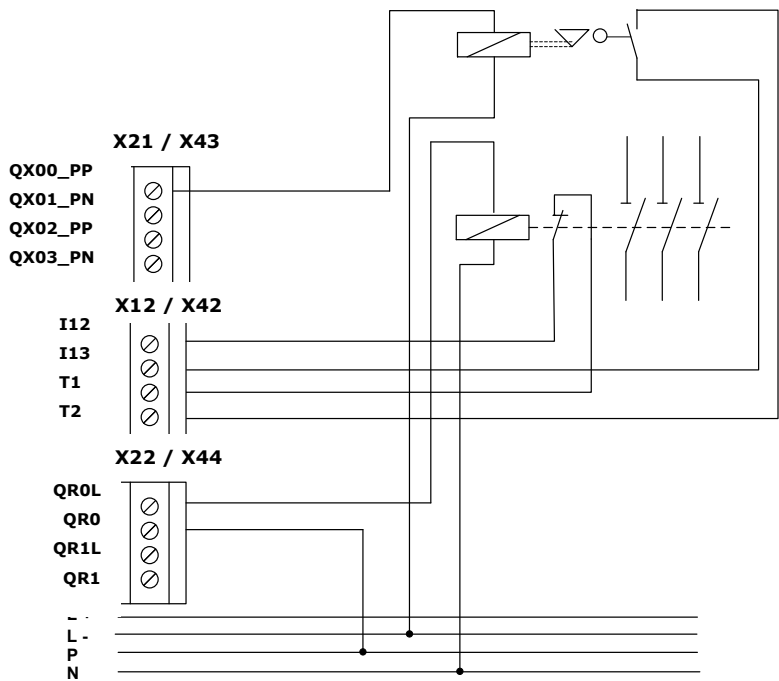 X21 / X43
QX00_PP
QX01_PN
QX02_PP
QX03_PN
X12 / X42
I12
I13
T1
T2
X22 / X44
QR0L
QR0
QR1L
QR1
L -
P
N